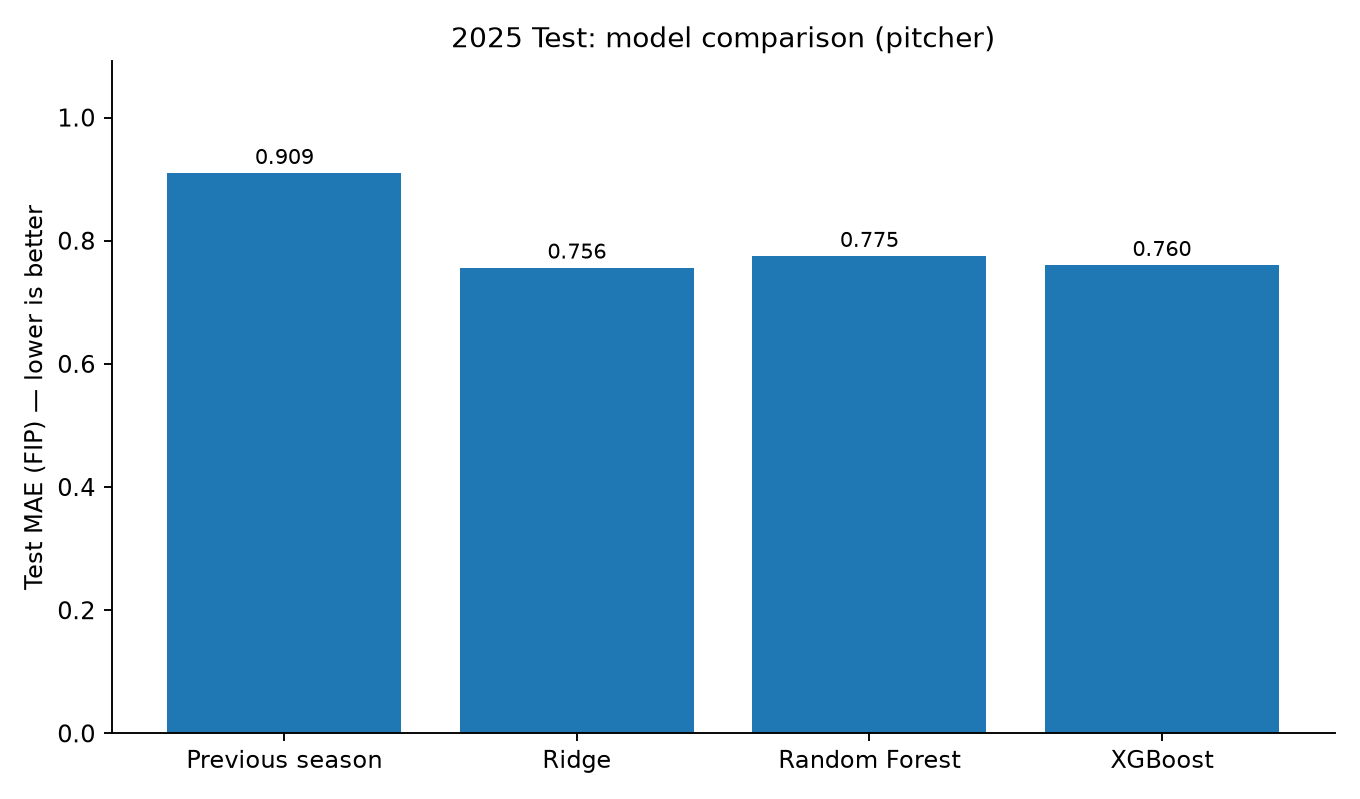 2025 Test: model comparison (pitcher)
Test MAE (FIP) — lower is better
1.0
0.8
0.6
0.4
0.2
0.0
0.909
0.756
0.775
0.760
Previous season
Ridge
Random Forest
XGBoost